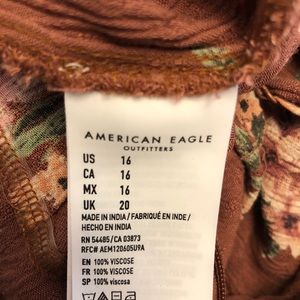 AMERICAN EAGLE
OUTFITTERS
US 16
CA 16
MX 16
UK 20
MADE IN INDIA / FABRIQUÉ EN INDE /
HECHO EN INDIA
RN 54485/CA 03873
RFC# AEM120605U9A
EN 100% VISCOSE
FR 100% VISCOSE
SP 100% viscosa